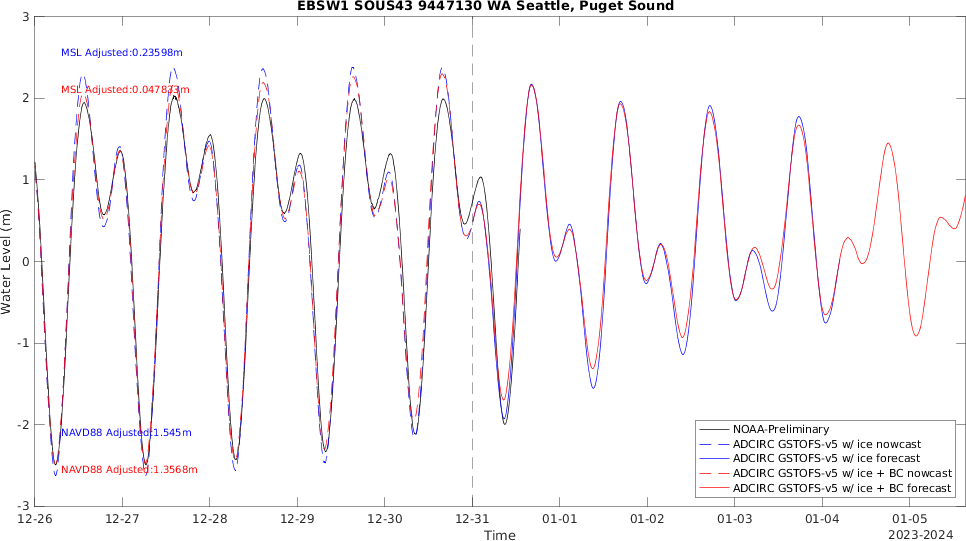 EBSW1 SOUS43 9447130 WA Seattle, Puget Sound
3
MSL Adjusted:0.23598m
MSL Adjusted:0.047833m
2
1
0
-1
-2
-3
Water Level (m)
NAVD88 Adjusted:1.545m
NAVD88 Adjusted:1.3568m
NOAA-Preliminary
ADCIRC GSTOFS-v5 w/ ice nowcast
ADCIRC GSTOFS-v5 w/ ice forecast
ADCIRC GSTOFS-v5 w/ ice + BC nowcast
ADCIRC GSTOFS-v5 w/ ice + BC forecast
12-26 12-27 12-28 12-29 12-30 12-31 01-01 01-02 01-03 01-04 01-05
Time
2023-2024